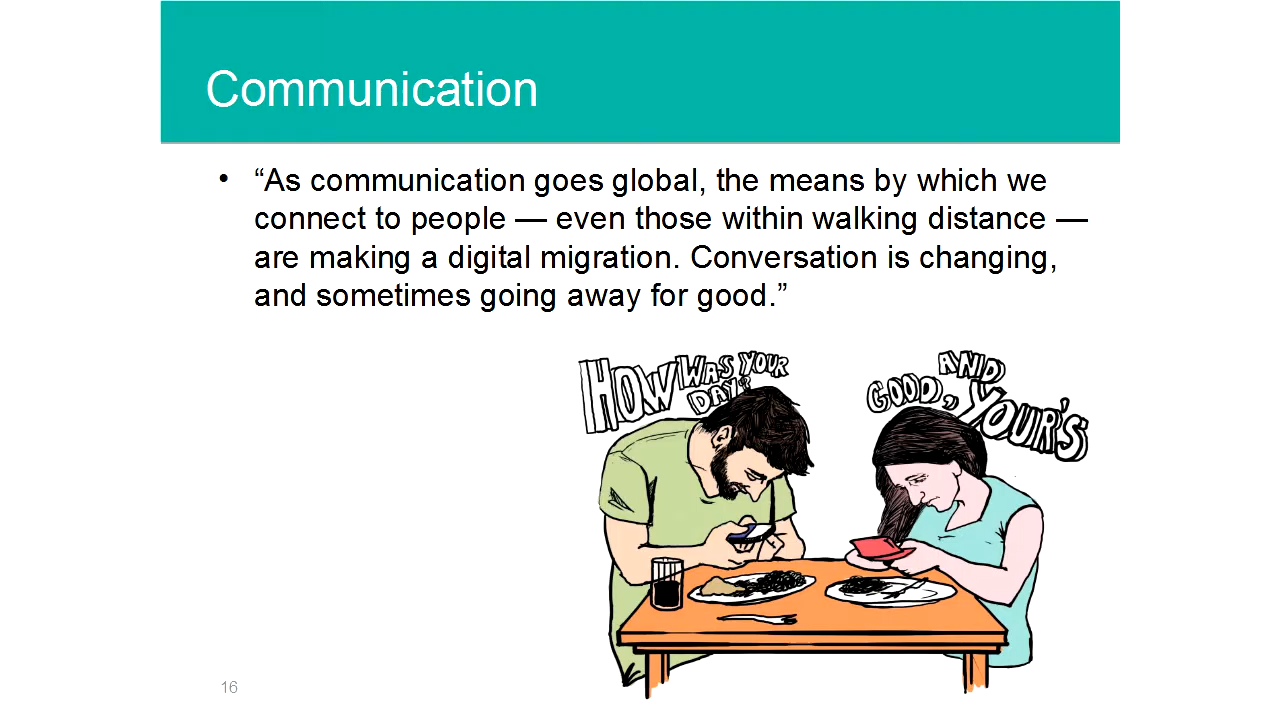 Communication
• “As communication goes global, the means by which we
connect to people — even those within walking distance —
are making a digital migration. Conversation is changing,
and sometimes going away for good.”
HOW WAS YOUR
DAY?
GOOD, AND
YOUR'S
16